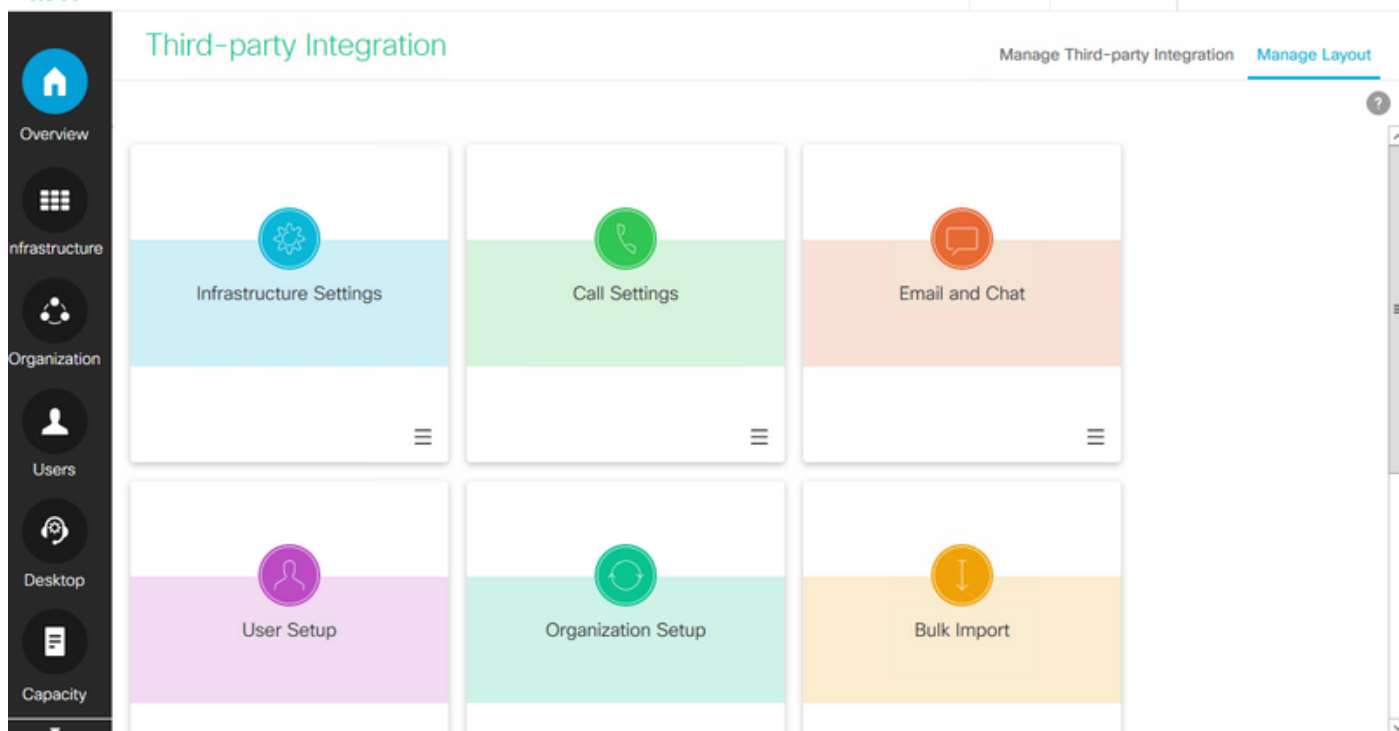 Third-party Integration
Manage Third-party Integration
Manage Layout
?
Overview
nfrastructure
Organization
Users
Desktop
Capacity
Infrastructure Settings
Call Settings
Email and Chat
User Setup
Organization Setup
Bulk Import